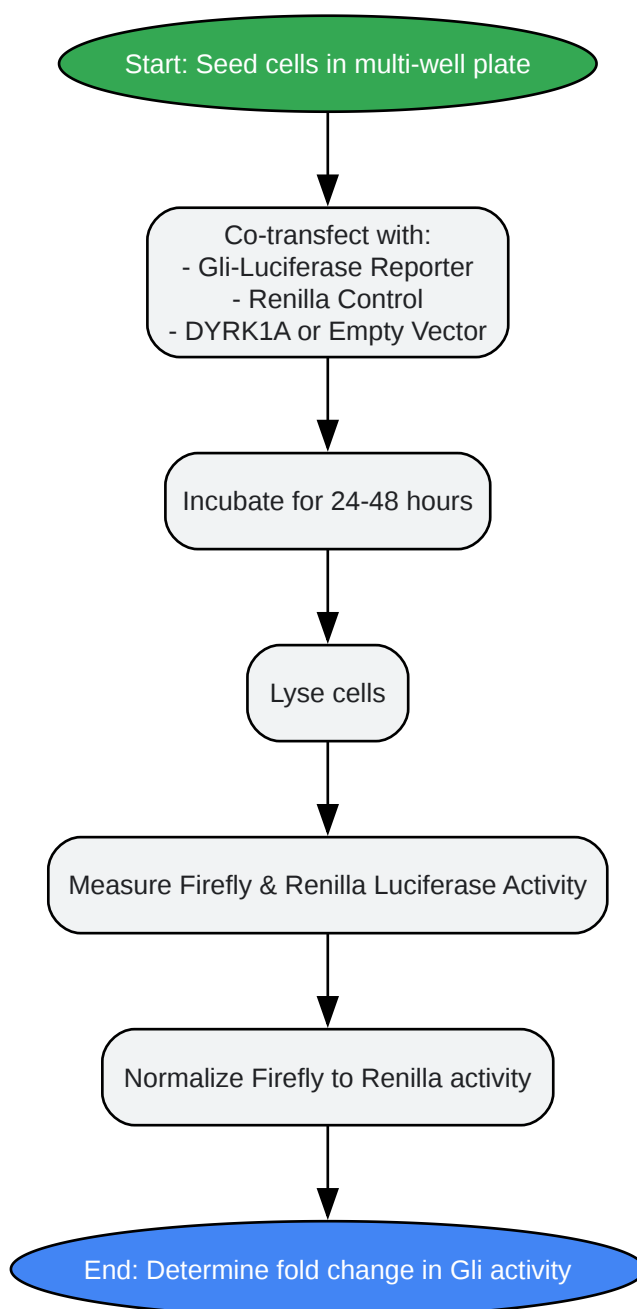 Start: Seed cells in multi-well plate
Co-transfect with:
- Gli-Luciferase Reporter
- Renilla Control
- DYRK1A or Empty Vector
Incubate for 24-48 hours
Lyse cells
Measure Firefly & Renilla Luciferase Activity
Normalize Firefly to Renilla activity
End: Determine fold change in Gli activity